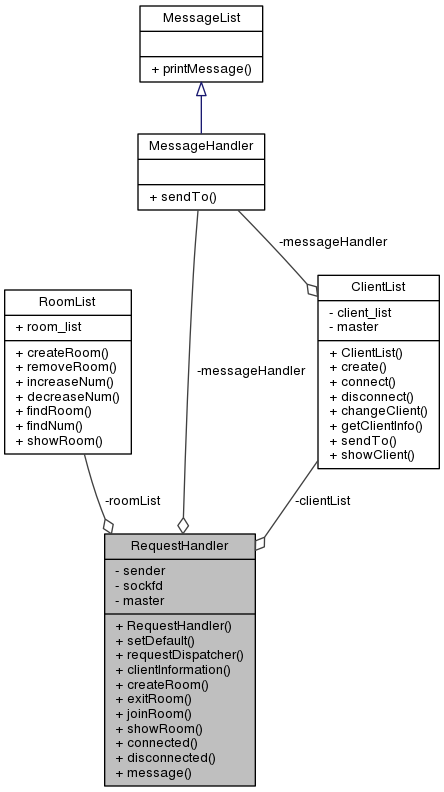 MessageList
+ printMessage()
MessageHandler
+ sendTo()
-messageHandler
ClientList
- client_list
- master
+ ClientList()
+ create()
+ connect()
+ disconnect()
+ changeClient()
+ getClientInfo()
+ sendTo()
+ showClient()
RoomList
+ room_list
+ createRoom()
+ removeRoom()
+ increaseNum()
+ decreaseNum()
+ findRoom()
+ findNum()
+ showRoom()
-messageHandler
-roomList
-clientList
RequestHandler
- sender
- sockfd
- master
+ RequestHandler()
+ setDefault()
+ requestDispatcher()
+ clientInformation()
+ createRoom()
+ exitRoom()
+ joinRoom()
+ showRoom()
+ connected()
+ disconnected()
+ message()